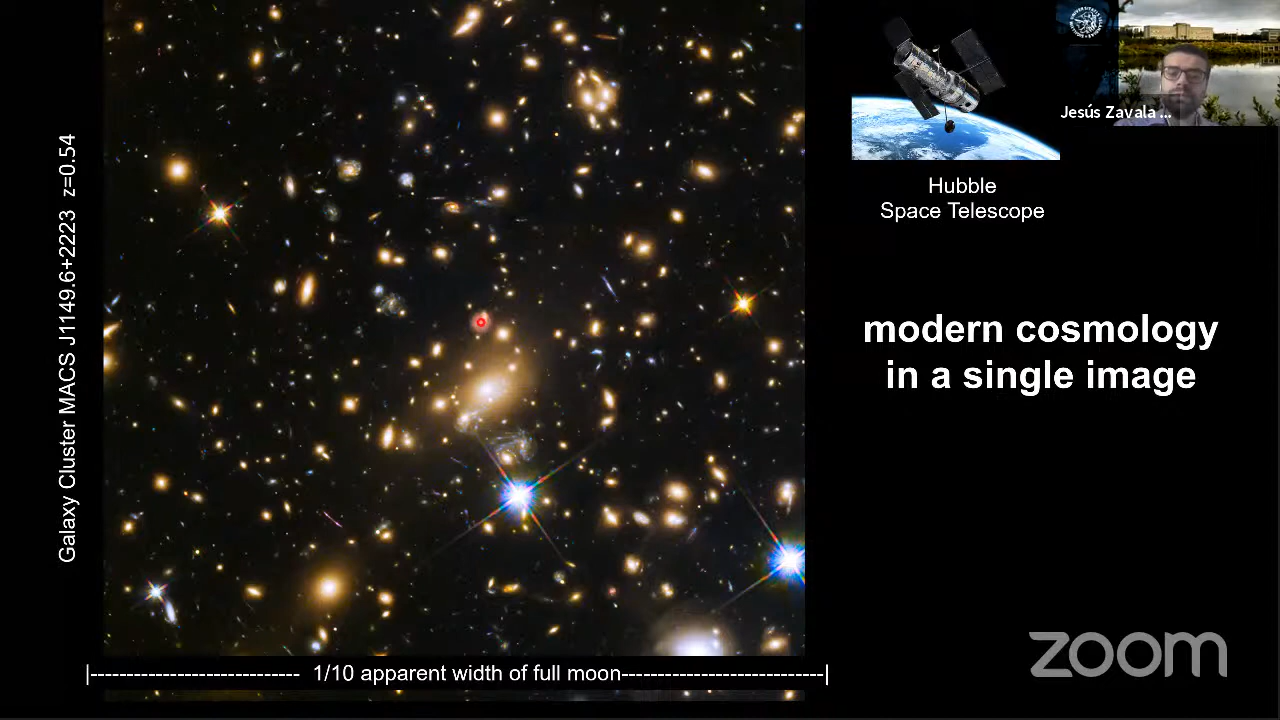 Galaxy Cluster MACS J1149.6+2223 z=0.54
Hubble
Space Telescope
Jesús Zavala ...
modern cosmology
in a single image
|---------------------------- 1/10 apparent width of full moon---------------------------|
zoom